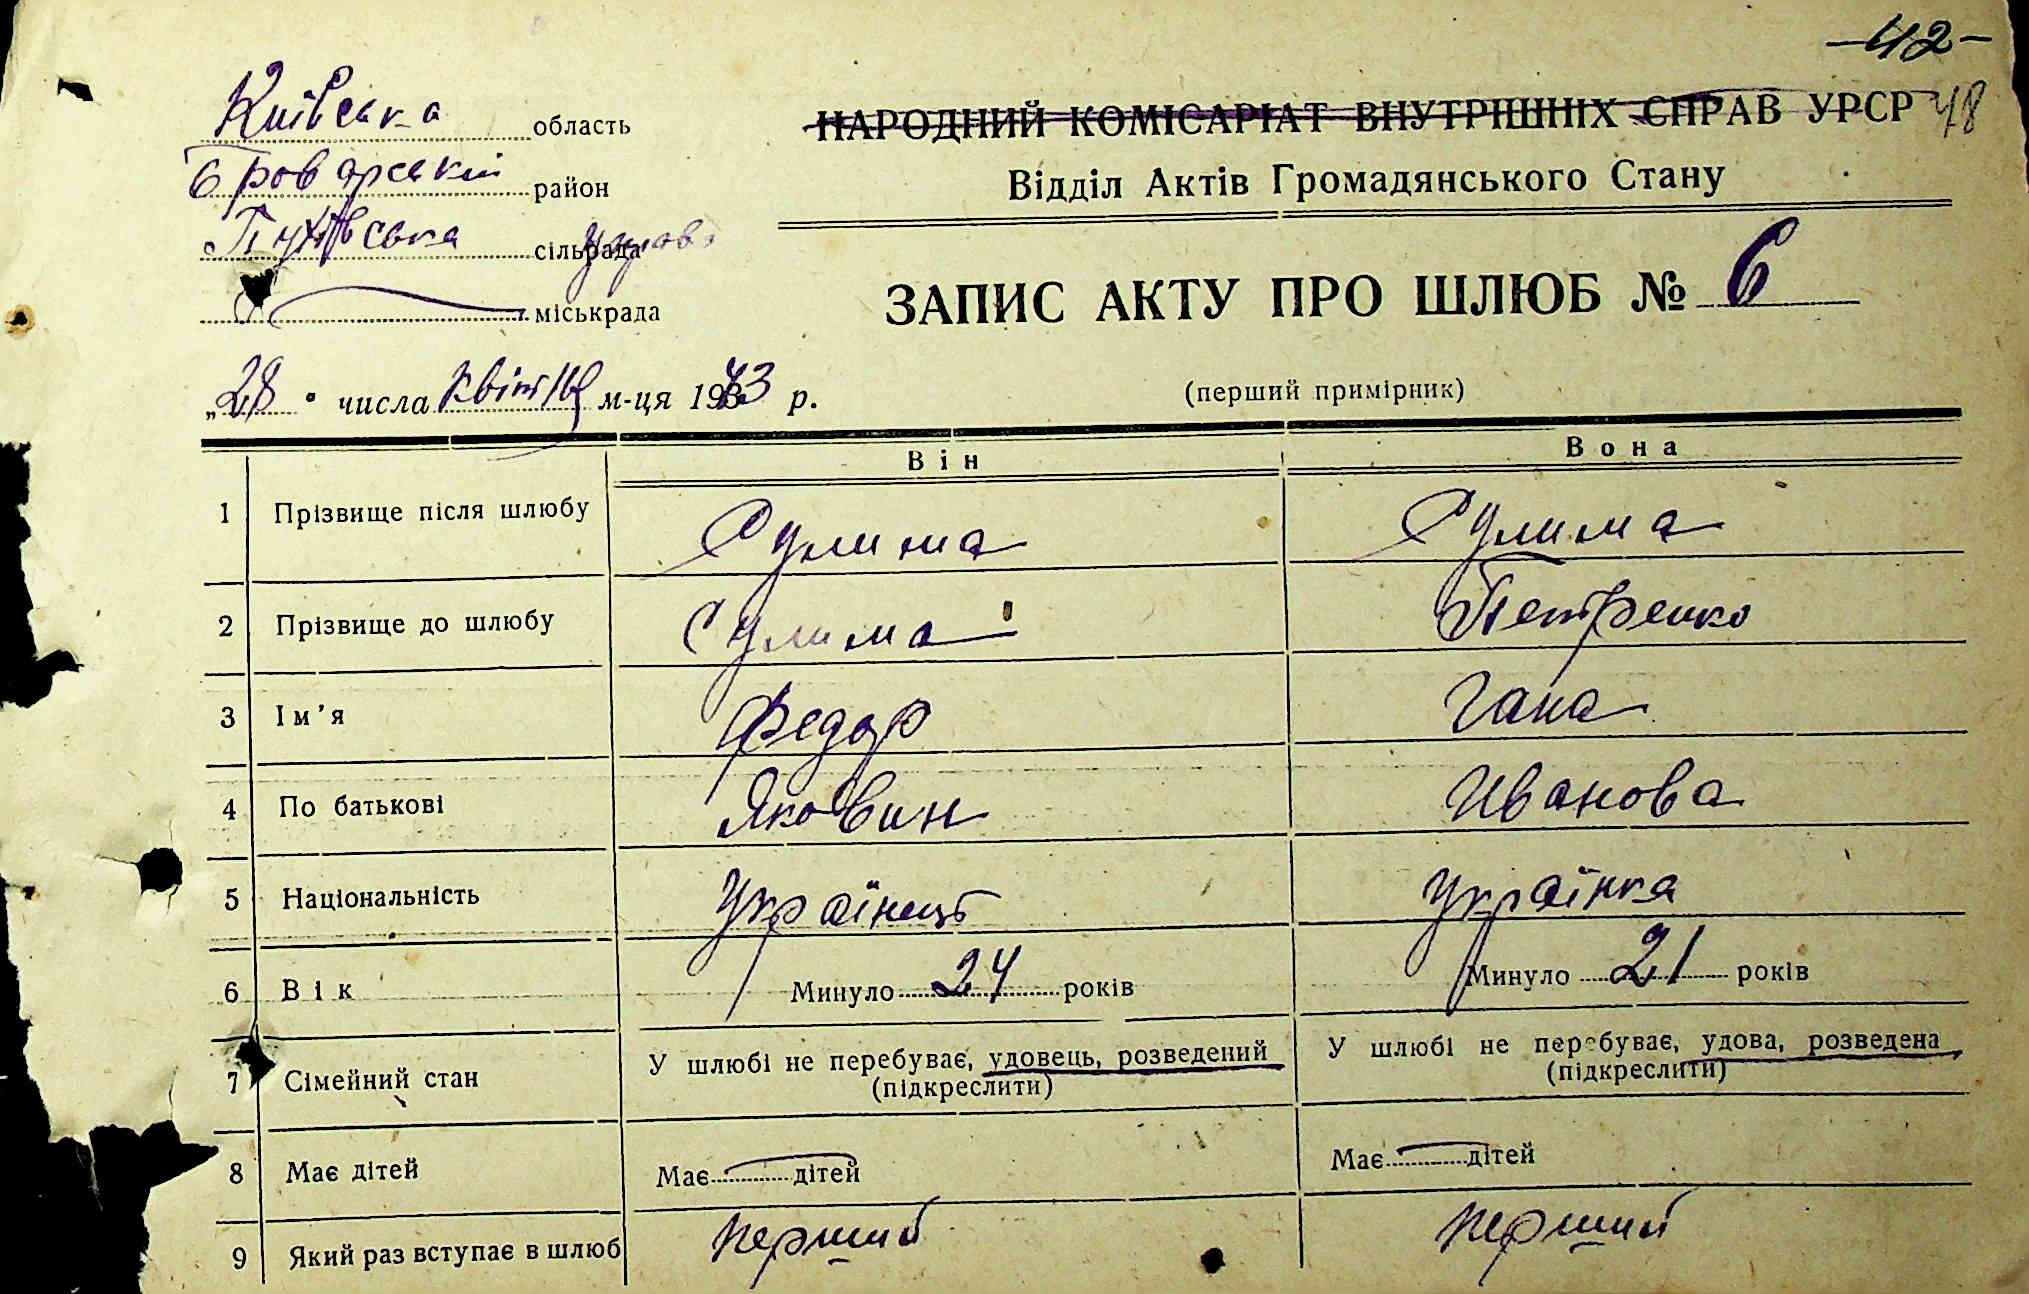 -42-
48
Київська область
НАРОДНИЙ КОМІСАРІАТ ВНУТРІШНІХ СПРАВ УРСР
Броварський район
Відділ Актів Громадянського Стану
Пухівська сільрада Управа
міськрада
ЗАПИС АКТУ ПРО ШЛЮБ № 6
„28" числа квітня м-ця 1943 р.
(перший примірник)
Він Вона
1 Прізвище після шлюбу Сулима Сулима
2 Прізвище до шлюбу Сулима Петренко
3 Ім'я Федор Гана
4 По батькові Яковин Иванова
5 Національність Українець Українка
6 Вік Минуло 24 років Минуло 21 років
7 Сімейний стан У шлюбі не перебуває, удовець, розведений У шлюбі не перебуває, удова, розведена
(підкреслити) (підкреслити)
8 Має дітей Має — дітей Має — дітей
9 Який раз вступає в шлюб перший перший